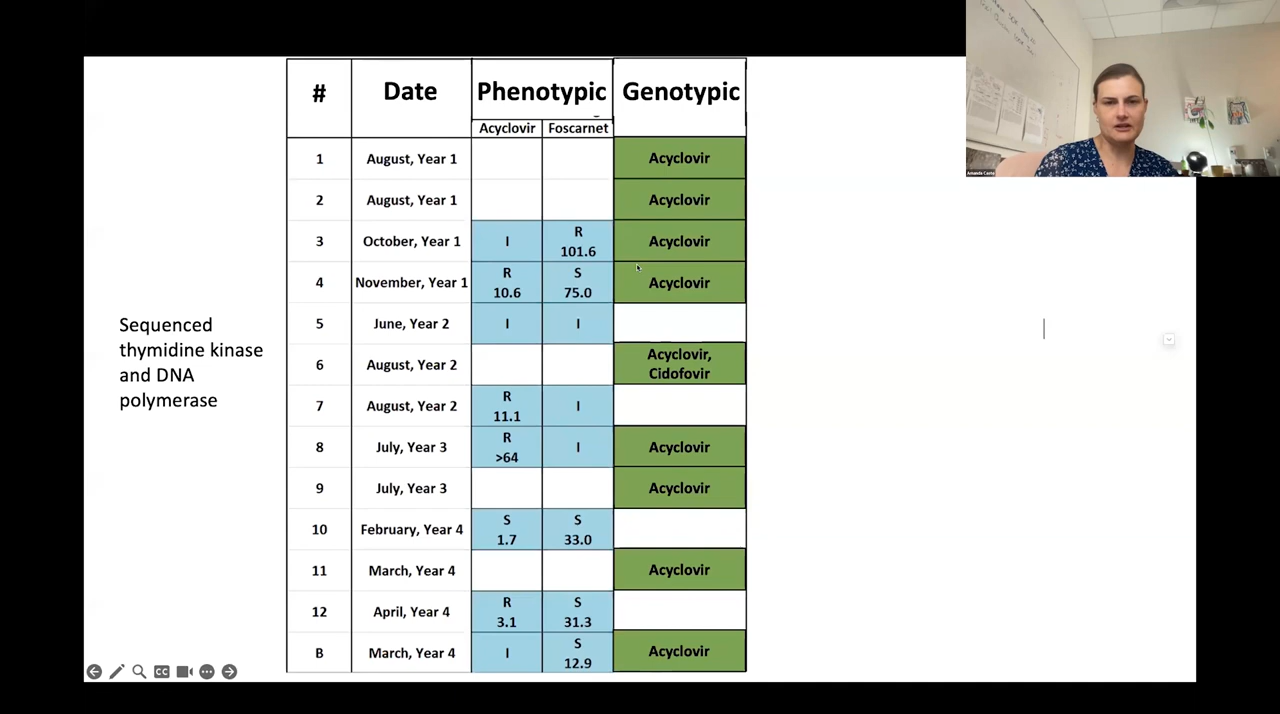 # Date Phenotypic Genotypic
Acyclovir Foscarnet
1 August, Year 1 Acyclovir
2 August, Year 1 Acyclovir
3 October, Year 1 I R 101.6 Acyclovir
4 November, Year 1 R 10.6 S 75.0 Acyclovir
5 June, Year 2 I I
6 August, Year 2 Acyclovir, Cidofovir
7 August, Year 2 R 11.1 I
8 July, Year 3 R >64 I Acyclovir
9 July, Year 3 Acyclovir
10 February, Year 4 S 1.7 S 33.0
11 March, Year 4 Acyclovir
12 April, Year 4 R 3.1 S 31.3
B March, Year 4 I S 12.9 Acyclovir
Sequenced
thymidine kinase
and DNA
polymerase
CC